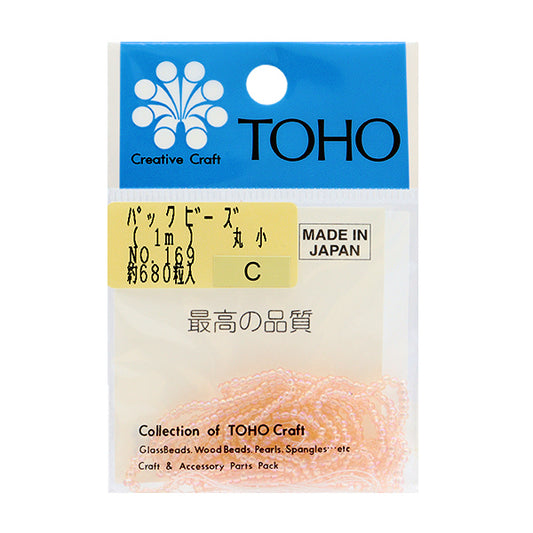 Creative Craft
TOHO
パックビーズ
( 1m ) 丸小
NO. 169
約680粒入
C
MADE IN
JAPAN
最高の品質
Collection of TOHO Craft
GlassBeads. Wood Beads. Pearls. Spangles…etc
Craft & Accessory Parts Pack